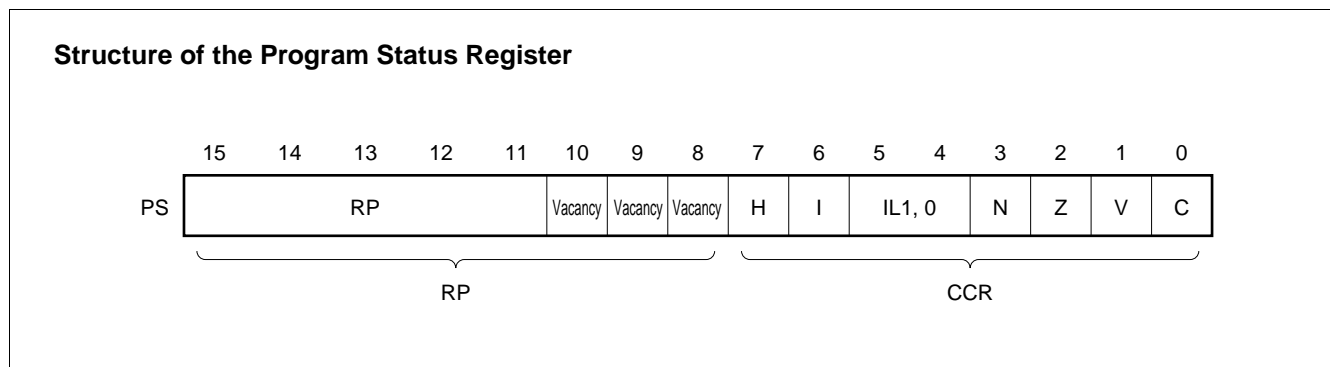 Structure of the Program Status Register
15 14 13 12 11 10 9 8 7 6 5 4 3 2 1 0
PS RP Vacancy Vacancy Vacancy H I IL1, 0 N Z V C
RP CCR